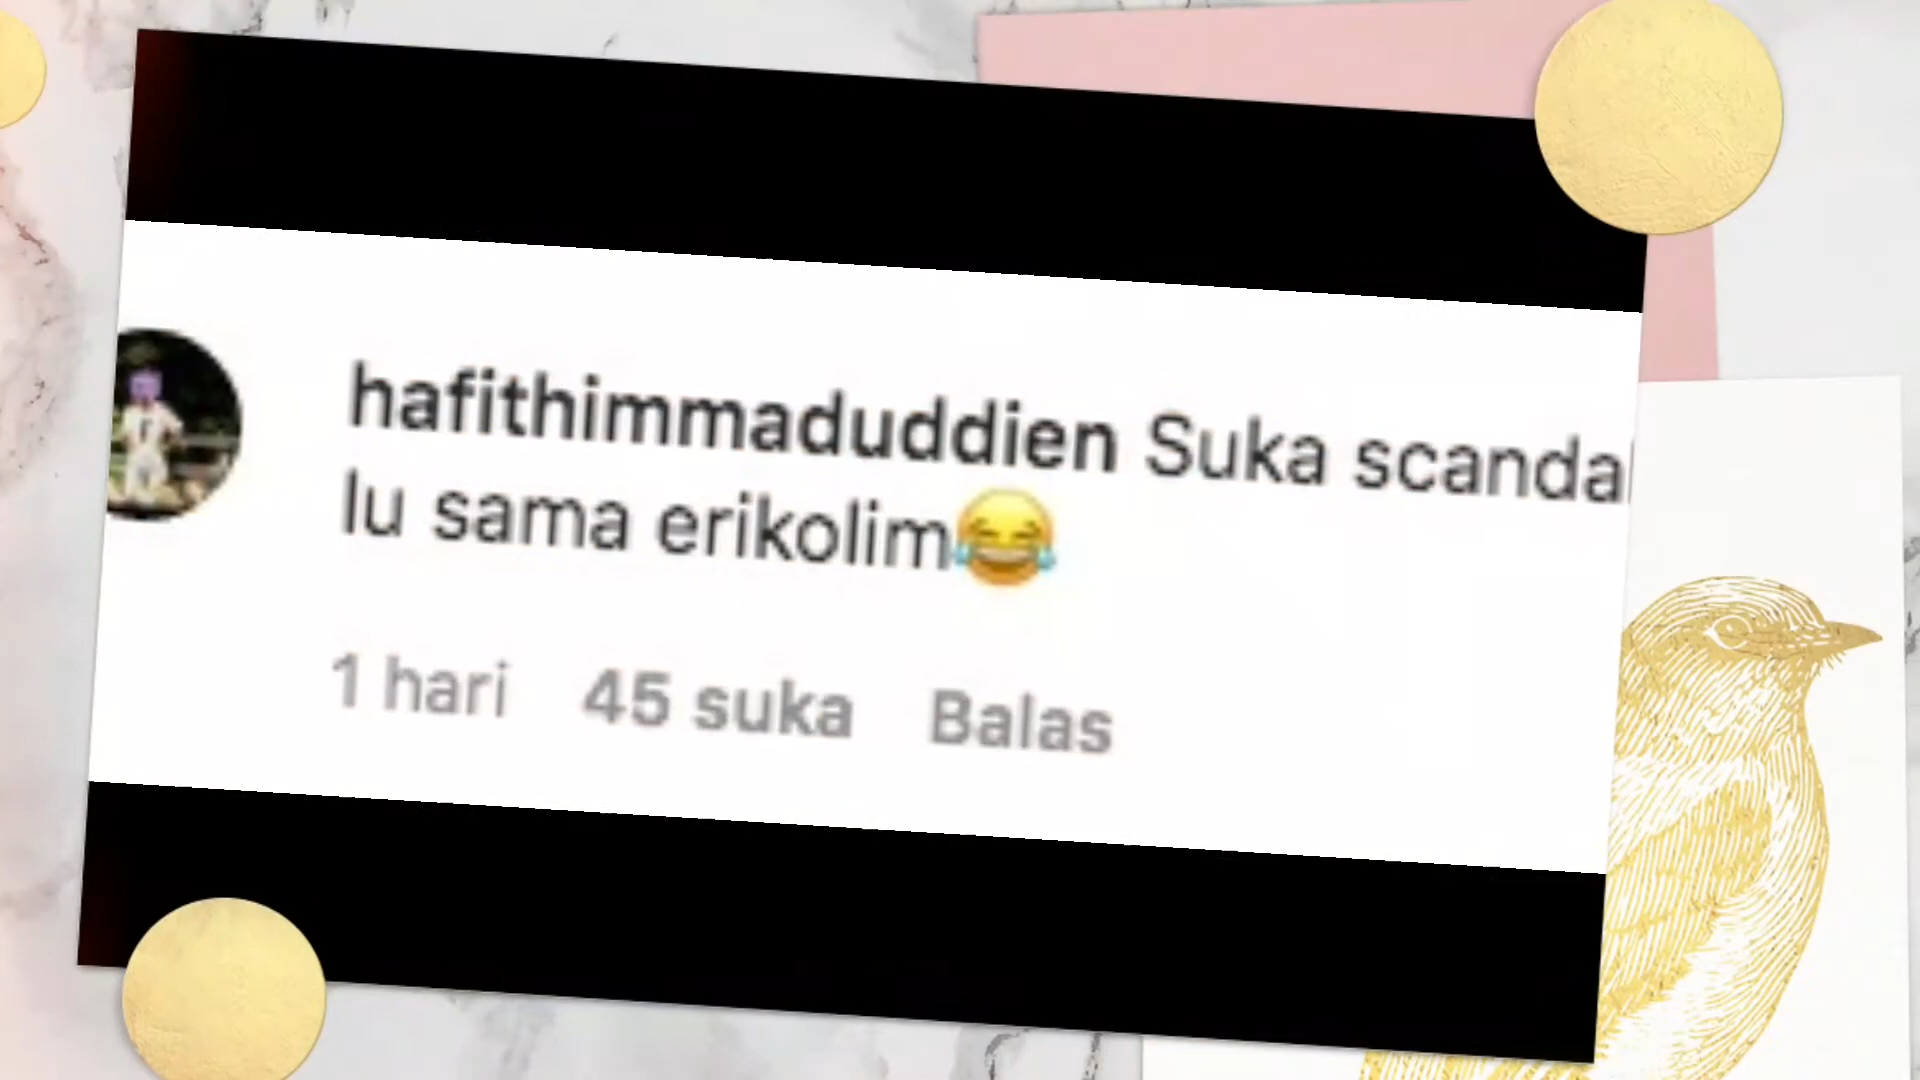 hafithimmaduddien Suka scandal
lu sama erikolim😂
1 hari 45 suka Balas